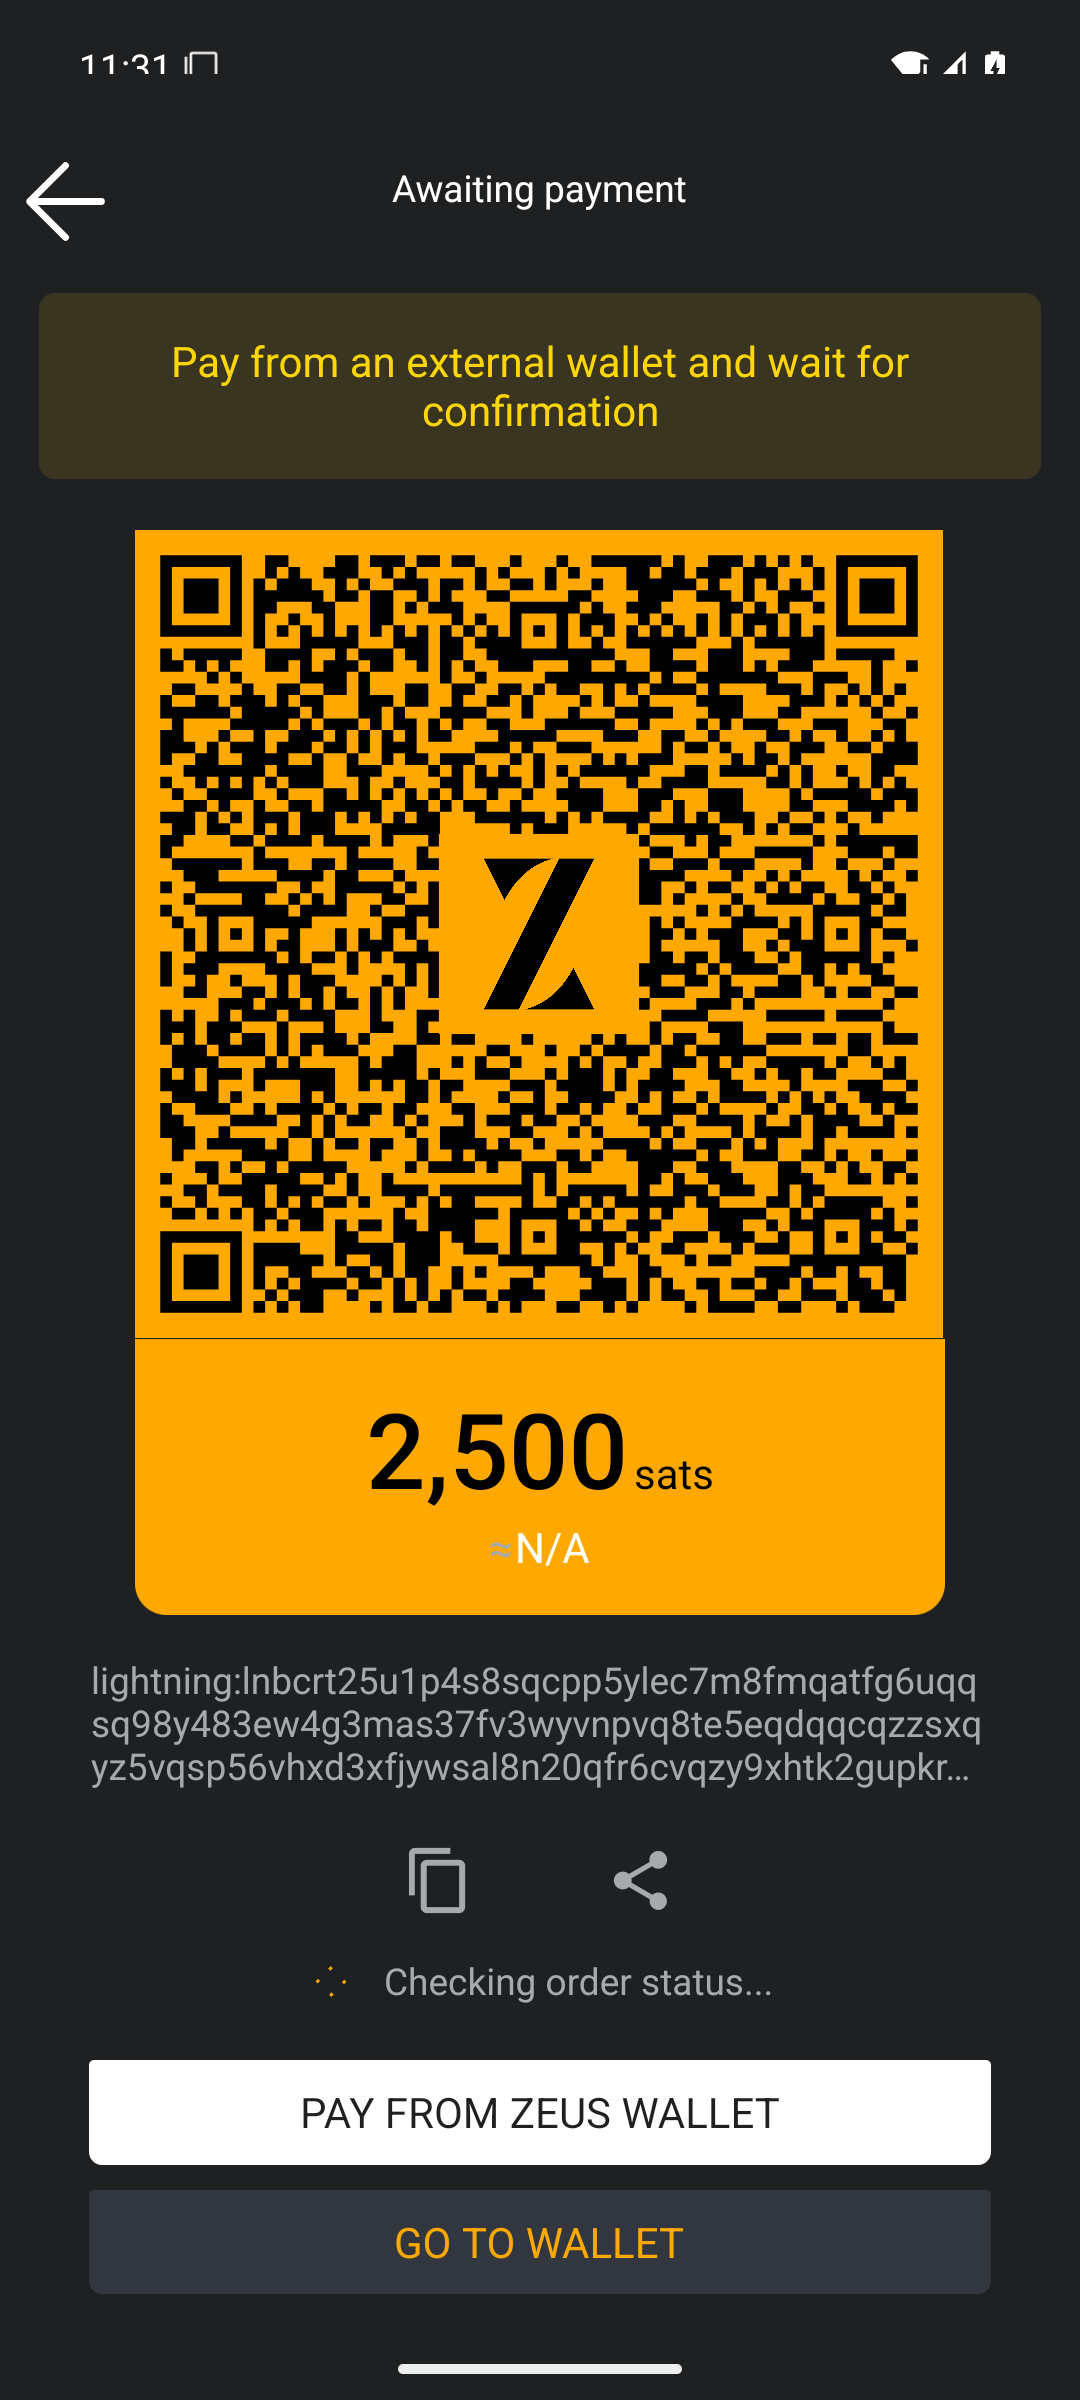 11:31
Awaiting payment
Pay from an external wallet and wait for
confirmation
2,500 sats
≈N/A
lightning:lnbcrt25u1p4s8sqcpp5ylec7m8fmqatfg6uqq
sq98y483ew4g3mas37fv3wyvnpvq8te5eqdqqcqzzsxq
yz5vqsp56vhxd3xfjywsal8n20qfr6cvqzy9xhtk2gupkr...
Checking order status...
PAY FROM ZEUS WALLET
GO TO WALLET